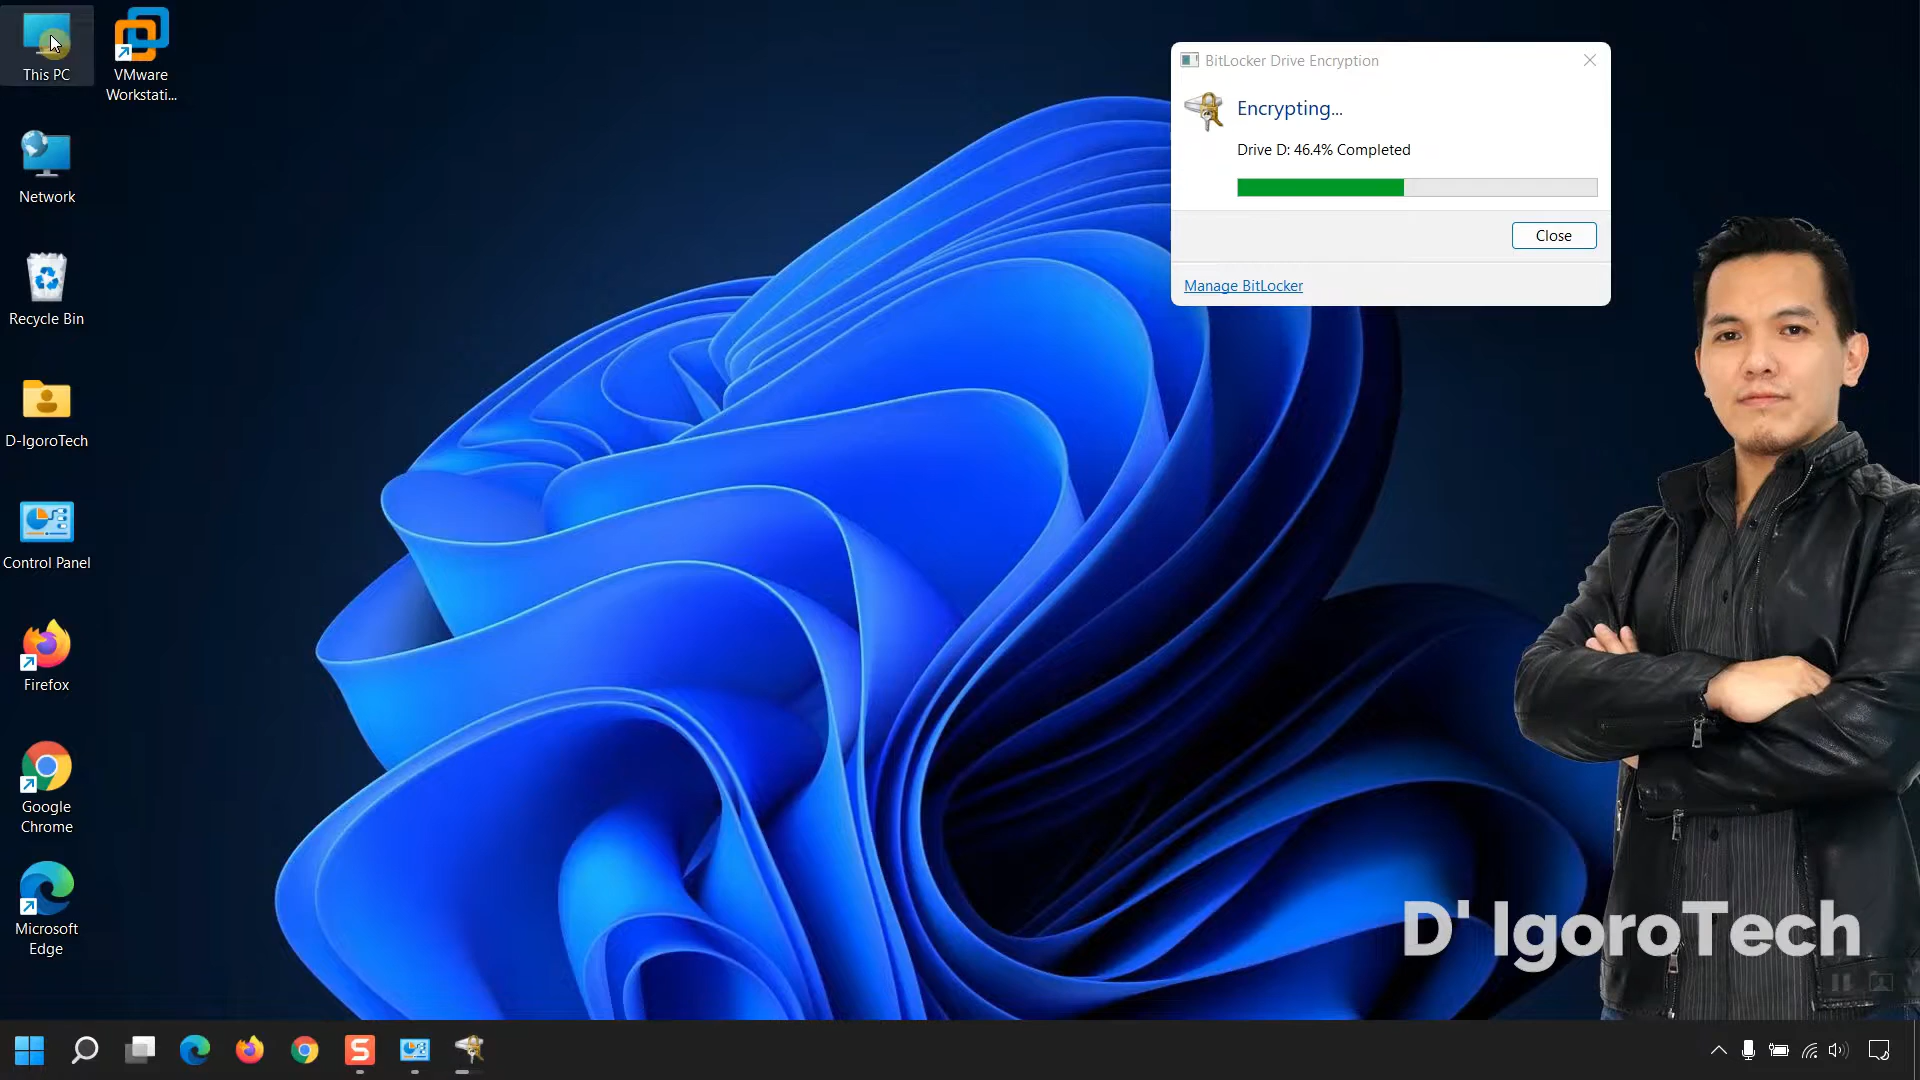 This PC
VMware
Workstati...
Network
Recycle Bin
D-IgoroTech
Control Panel
Firefox
Google
Chrome
Microsoft
Edge
BitLocker Drive Encryption
Encrypting...
Drive D: 46.4% Completed
Close
Manage BitLocker
D' IgoroTech
S